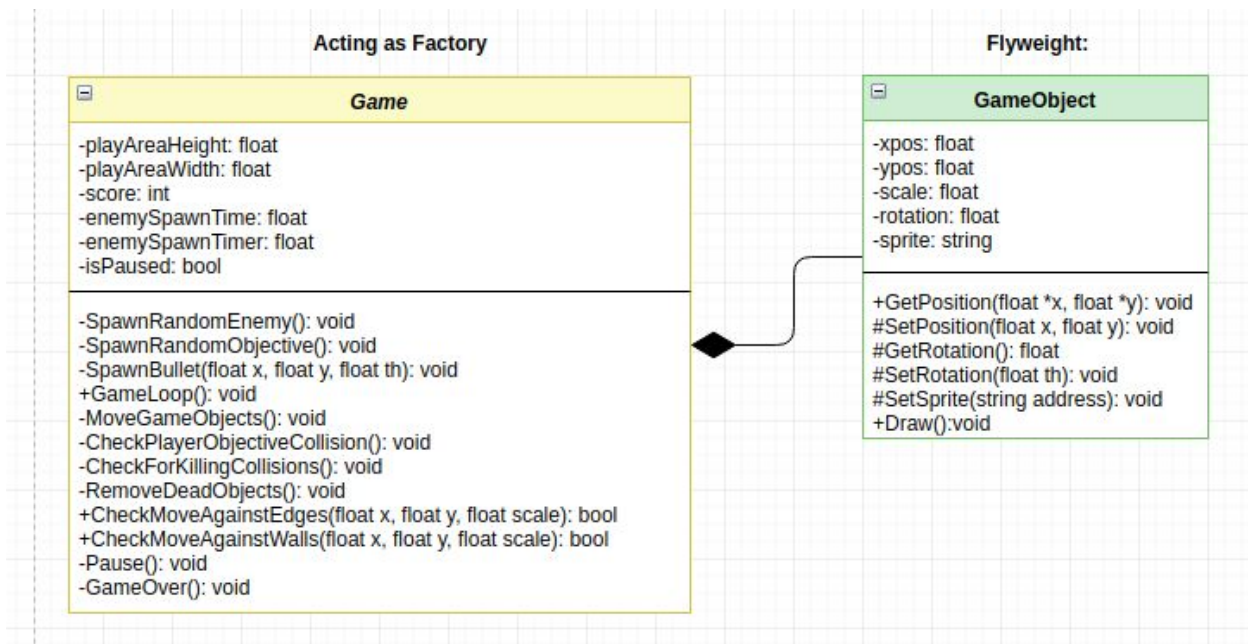 Acting as Factory
Game
-playAreaHeight: float
-playAreaWidth: float
-score: int
-enemySpawnTime: float
-enemySpawnTimer: float
-isPaused: bool
-SpawnRandomEnemy(): void
-SpawnRandomObjective(): void
-SpawnBullet(float x, float y, float th): void
+GameLoop(): void
-MoveGameObjects(): void
-CheckPlayerObjectiveCollision(): void
-CheckForKillingCollisions(): void
-RemoveDeadObjects(): void
+CheckMoveAgainstEdges(float x, float y, float scale): bool
+CheckMoveAgainstWalls(float x, float y, float scale): bool
-Pause(): void
-GameOver(): void
Flyweight:
GameObject
-xpos: float
-ypos: float
-scale: float
-rotation: float
-sprite: string
+GetPosition(float *x, float *y): void
#SetPosition(float x, float y): void
#GetRotation(): float
#SetRotation(float th): void
#SetSprite(string address): void
+Draw():void